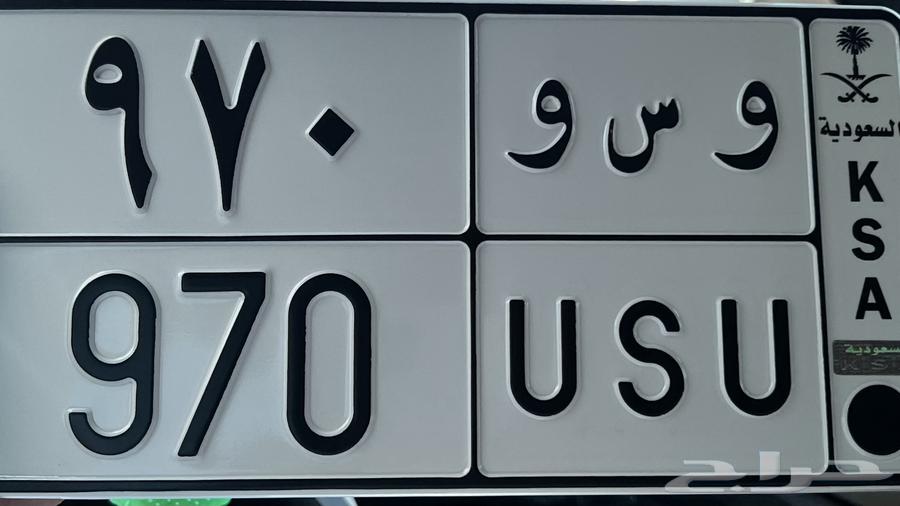 ٩٧٠ و س و
970 USU
السعودية
K
S
A
السعودية
KSA
حراج